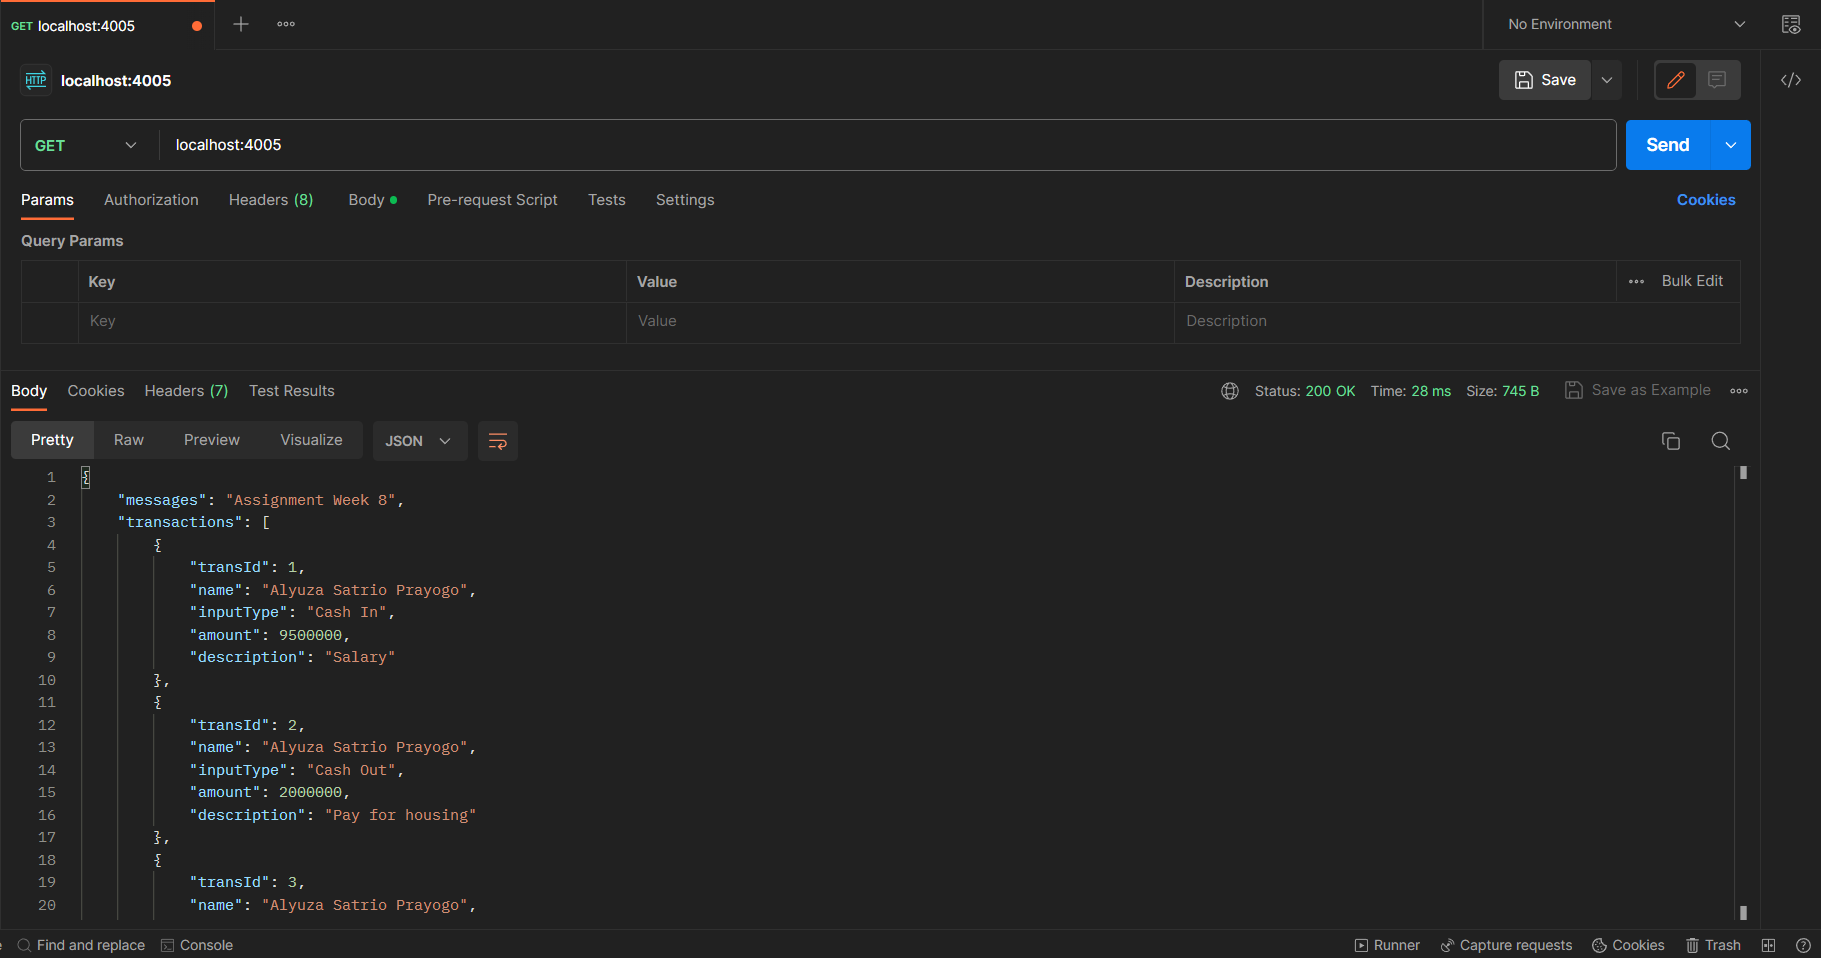 GET localhost:4005
No Environment
HTTP localhost:4005
Save
GET localhost:4005
Send
Params Authorization Headers (8) Body Pre-request Script Tests Settings Cookies
Query Params
Key Value Description Bulk Edit
Key Value Description
Body Cookies Headers (7) Test Results Status: 200 OK Time: 28 ms Size: 745 B Save as Example
Pretty Raw Preview Visualize JSON
1 {
2 "messages": "Assignment Week 8",
3 "transactions": [
4 {
5 "transId": 1,
6 "name": "Alyuza Satrio Prayogo",
7 "inputType": "Cash In",
8 "amount": 9500000,
9 "description": "Salary"
10 },
11 {
12 "transId": 2,
13 "name": "Alyuza Satrio Prayogo",
14 "inputType": "Cash Out",
15 "amount": 2000000,
16 "description": "Pay for housing"
17 },
18 {
19 "transId": 3,
20 "name": "Alyuza Satrio Prayogo",
Find and replace Console Runner Capture requests Cookies Trash